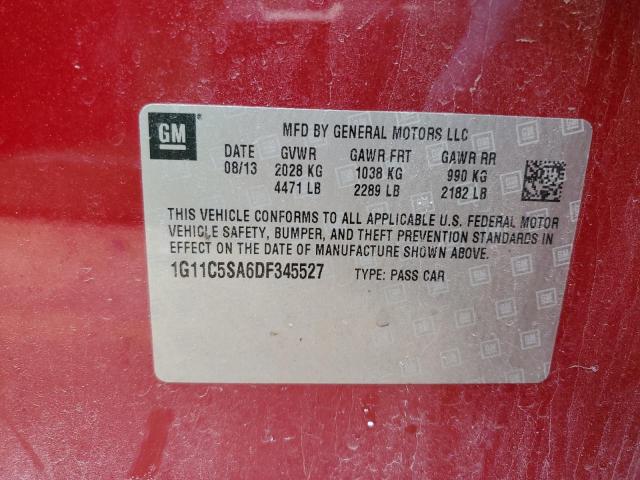 GM
MFD BY GENERAL MOTORS LLC
DATE GVWR GAWR FRT GAWR RR
08/13 2028 KG 1038 KG 990 KG
4471 LB 2289 LB 2182 LB
THIS VEHICLE CONFORMS TO ALL APPLICABLE U.S. FEDERAL MOTOR
VEHICLE SAFETY, BUMPER, AND THEFT PREVENTION STANDARDS IN
EFFECT ON THE DATE OF MANUFACTURE SHOWN ABOVE.
1G11C5SA6DF345527 TYPE: PASS CAR